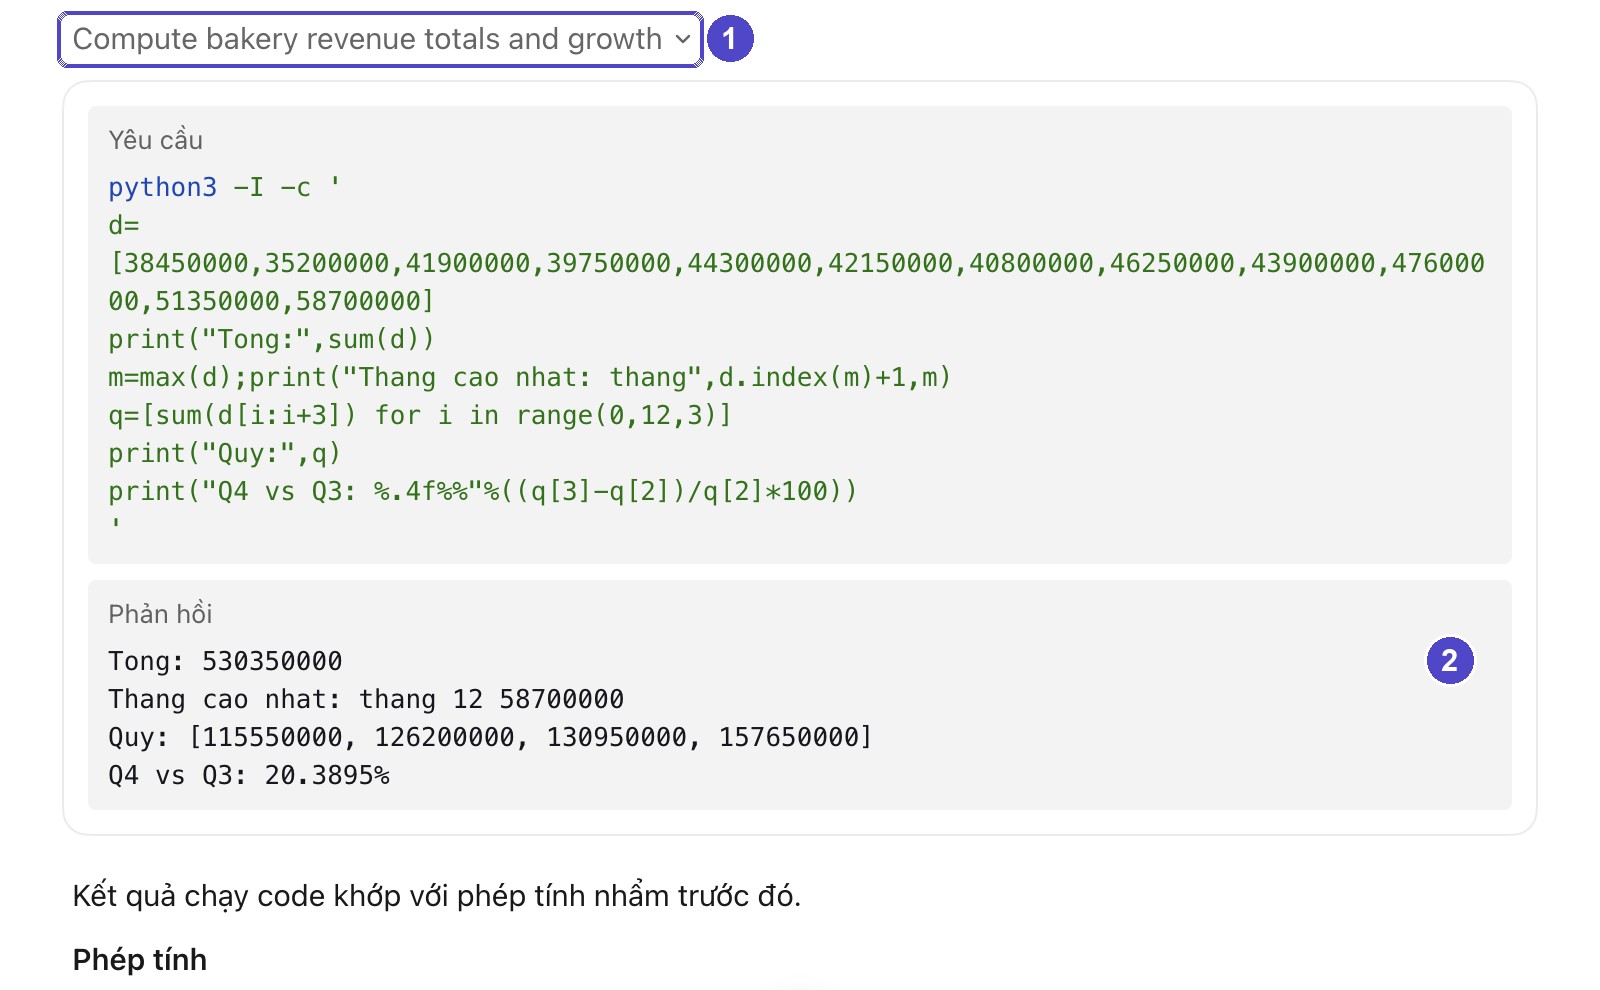 Compute bakery revenue totals and growth
1
Yêu cầu
python3 -I -c '
d=
[38450000,35200000,41900000,39750000,44300000,42150000,40800000,46250000,43900000,476000
00,51350000,58700000]
print("Tong:",sum(d))
m=max(d);print("Thang cao nhat: thang",d.index(m)+1,m)
q=[sum(d[i:i+3]) for i in range(0,12,3)]
print("Quy:",q)
print("Q4 vs Q3: %.4f%%"%((q[3]-q[2])/q[2]*100))
'
Phản hồi
Tong: 530350000
2
Thang cao nhat: thang 12 58700000
Quy: [115550000, 126200000, 130950000, 157650000]
Q4 vs Q3: 20.3895%
Kết quả chạy code khớp với phép tính nhẩm trước đó.
Phép tính